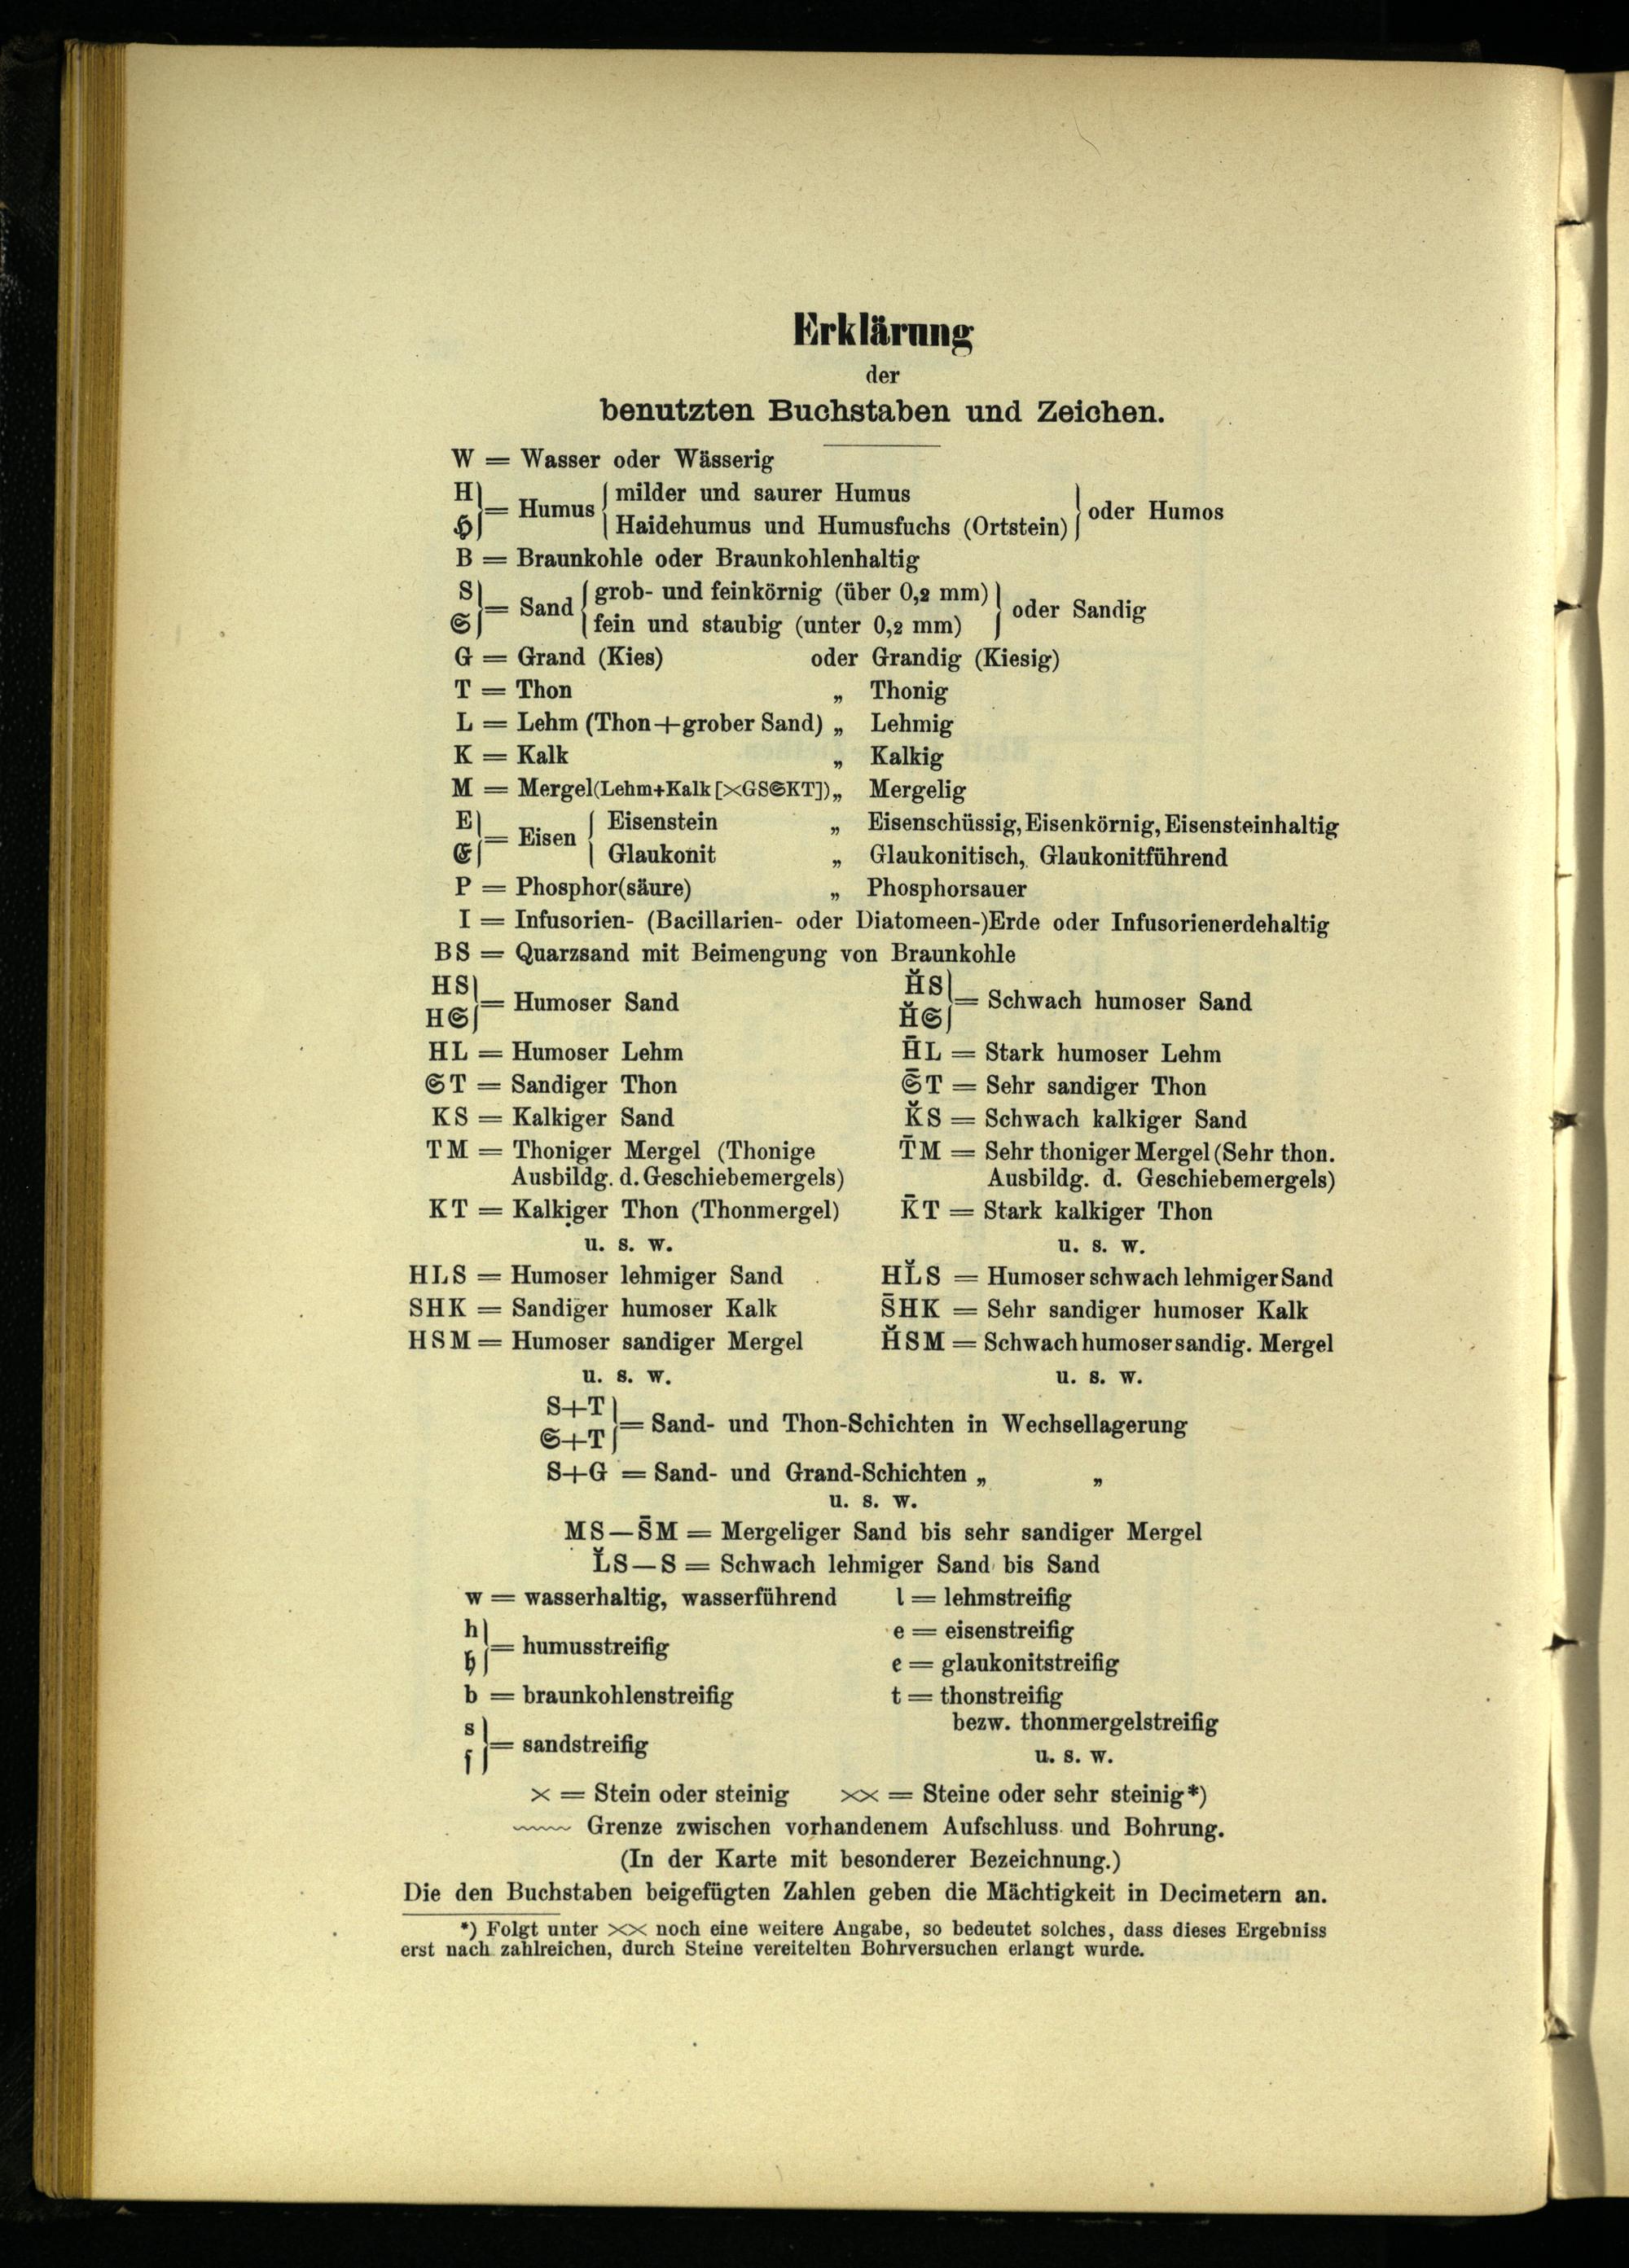 Erklärung
der
benutzten Buchstaben und Zeichen.
W = Wasser oder Wässerig
H } = Humus { milder und saurer Humus } oder Humos
ℌ } { Haidehumus und Humusfuchs (Ortstein) }
B = Braunkohle oder Braunkohlenhaltig
S } = Sand { grob- und feinkörnig (über 0,2 mm) } oder Sandig
𝔖 } { fein und staubig (unter 0,2 mm) }
G = Grand (Kies) oder Grandig (Kiesig)
T = Thon „ Thonig
L = Lehm (Thon+grober Sand) „ Lehmig
K = Kalk „ Kalkig
M = Mergel(Lehm+Kalk[×GS𝔖KT])„ Mergelig
E } = Eisen { Eisenstein „ Eisenschüssig, Eisenkörnig, Eisensteinhaltig
𝔈 } { Glaukonit „ Glaukonitisch, Glaukonitführend
P = Phosphor(säure) „ Phosphorsauer
I = Infusorien- (Bacillarien- oder Diatomeen-)Erde oder Infusorienerdehaltig
BS = Quarzsand mit Beimengung von Braunkohle
HS } = Humoser Sand H̆S } = Schwach humoser Sand
H𝔖 } H̆𝔖 }
HL = Humoser Lehm H̄L = Stark humoser Lehm
𝔖T = Sandiger Thon 𝔖̄T = Sehr sandiger Thon
KS = Kalkiger Sand K̆S = Schwach kalkiger Sand
TM = Thoniger Mergel (Thonige T̄M = Sehr thoniger Mergel (Sehr thon.
Ausbildg. d. Geschiebemergels) Ausbildg. d. Geschiebemergels)
KT = Kalkiger Thon (Thonmergel) K̄T = Stark kalkiger Thon
u. s. w. u. s. w.
HLS = Humoser lehmiger Sand HL̆S = Humoser schwach lehmiger Sand
SHK = Sandiger humoser Kalk S̄HK = Sehr sandiger humoser Kalk
HSM = Humoser sandiger Mergel H̆SM = Schwach humoser sandig. Mergel
u. s. w. u. s. w.
S+T } = Sand- und Thon-Schichten in Wechsellagerung
𝔖+T }
S+G = Sand- und Grand-Schichten „ „
u. s. w.
MS—S̄M = Mergeliger Sand bis sehr sandiger Mergel
L̆S—S = Schwach lehmiger Sand bis Sand
w = wasserhaltig, wasserführend l = lehmstreifig
h } = humusstreifig e = eisenstreifig
𝔥 } 𝔢 = glaukonitstreifig
b = braunkohlenstreifig t = thonstreifig
bezw. thonmergelstreifig
s } = sandstreifig
ſ } u. s. w.
× = Stein oder steinig ×× = Steine oder sehr steinig*)
﹏﹏ Grenze zwischen vorhandenem Aufschluss und Bohrung.
(In der Karte mit besonderer Bezeichnung.)
Die den Buchstaben beigefügten Zahlen geben die Mächtigkeit in Decimetern an.
*) Folgt unter ×× noch eine weitere Angabe, so bedeutet solches, dass dieses Ergebniss
erst nach zahlreichen, durch Steine vereitelten Bohrversuchen erlangt wurde.